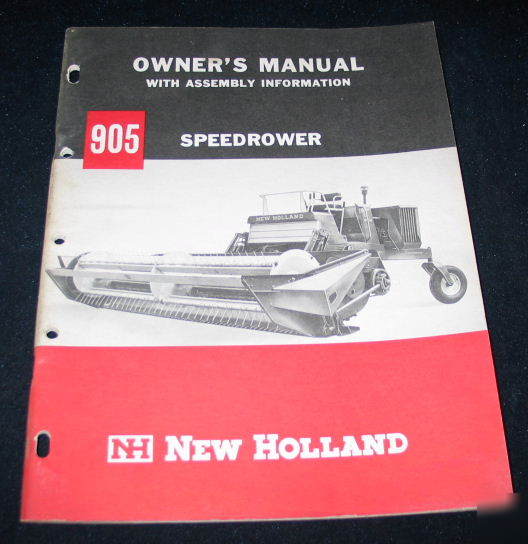 OWNER'S MANUAL
WITH ASSEMBLY INFORMATION
905
SPEEDROWER
NEW HOLLAND
NH NEW HOLLAND